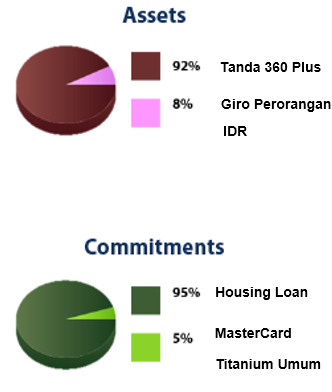 Assets
92% Tanda 360 Plus
8% Giro Perorangan
IDR
Commitments
95% Housing Loan
5% MasterCard
Titanium Umum